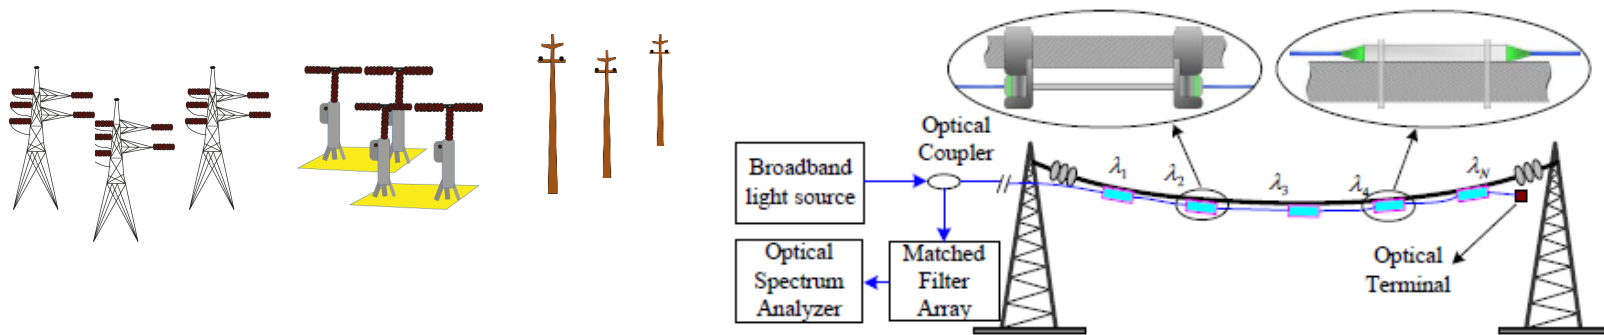 Optical
Coupler
Broadband
light source
λ1
λ2
λ3
λ4
λN
Optical
Spectrum
Analyzer
Matched
Filter
Array
Optical
Terminal